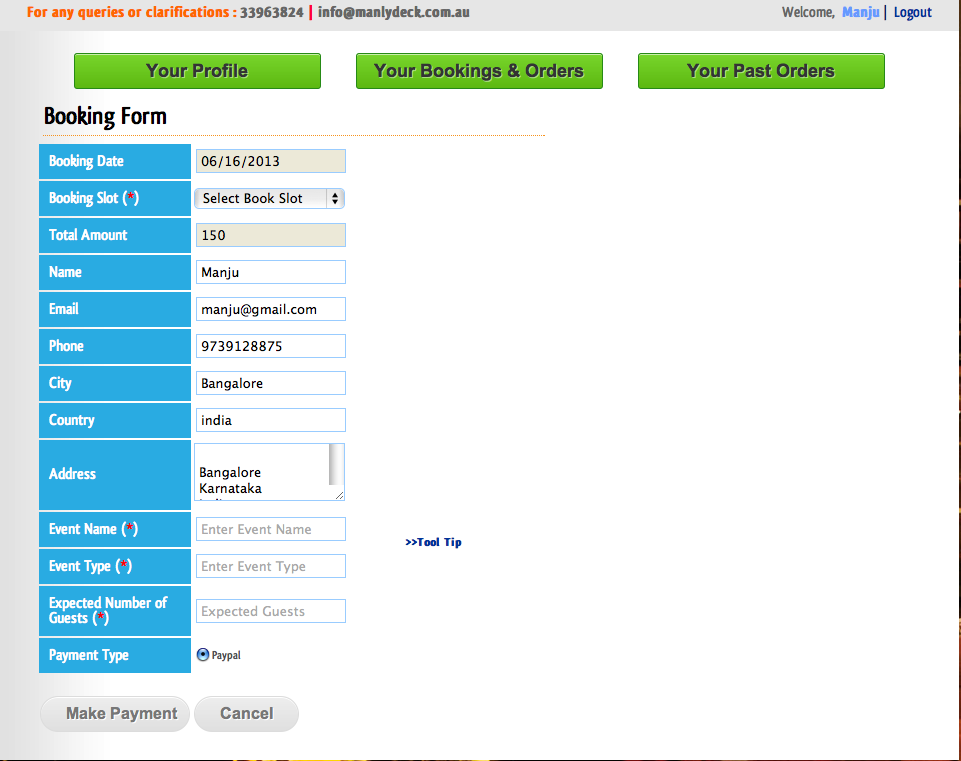 For any queries or clarifications : 33963824 | info@manlydeck.com.au
Welcome, Manju | Logout
Your Profile
Your Bookings & Orders
Your Past Orders
Booking Form
Booking Date 06/16/2013
Booking Slot (*) Select Book Slot
Total Amount 150
Name Manju
Email manju@gmail.com
Phone 9739128875
City Bangalore
Country india
Address
Bangalore
Karnataka
Event Name (*) Enter Event Name
>>Tool Tip
Event Type (*) Enter Event Type
Expected Number of
Guests (*) Expected Guests
Payment Type Paypal
Make Payment
Cancel